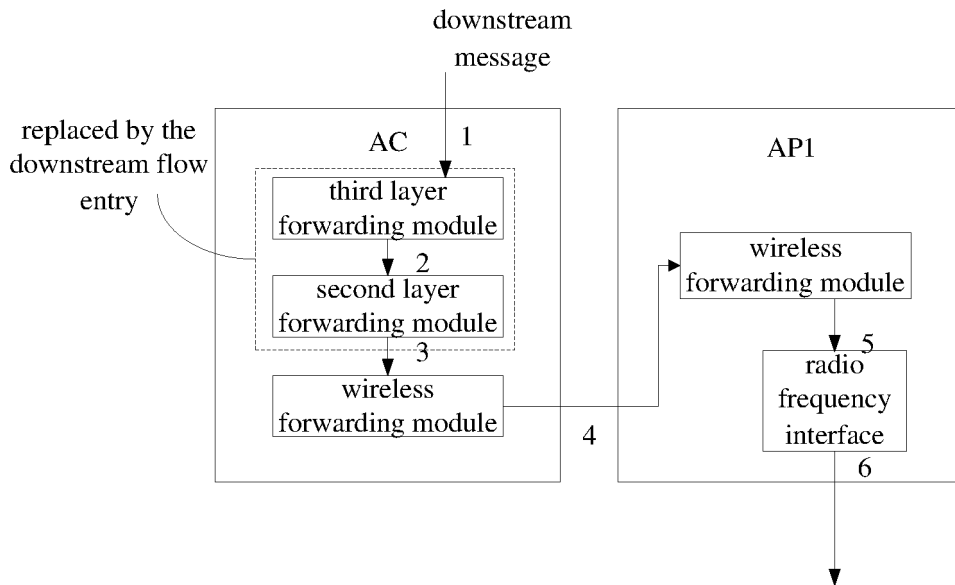 downstream
message
replaced by the
downstream flow
entry
AC
1
third layer
forwarding module
2
second layer
forwarding module
3
wireless
forwarding module
4
AP1
wireless
forwarding module
5
radio
frequency
interface
6